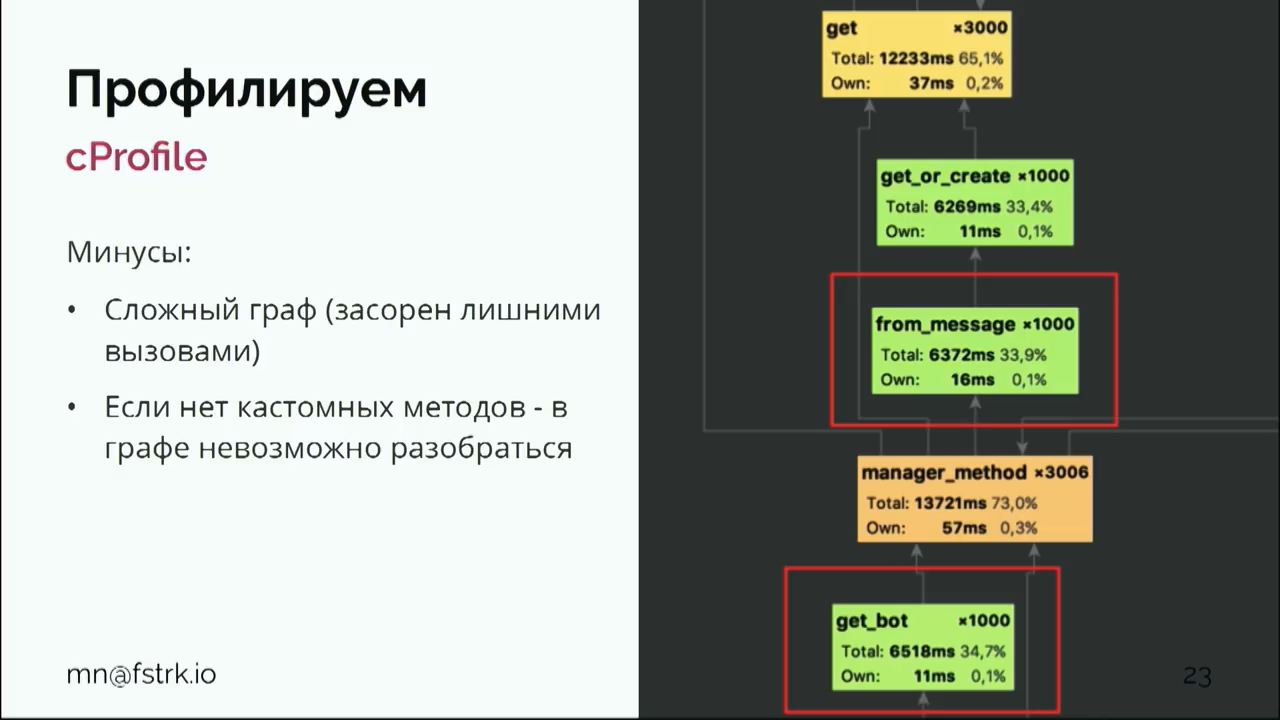 Профилируем
cProfile
Минусы:
• Сложный граф (засорен лишними
вызовами)
• Если нет кастомных методов - в
графе невозможно разобраться
mn@fstrk.io
get ×3000
Total: 12233ms 65,1%
Own: 37ms 0,2%
get_or_create ×1000
Total: 6269ms 33,4%
Own: 11ms 0,1%
from_message ×1000
Total: 6372ms 33,9%
Own: 16ms 0,1%
manager_method ×3006
Total: 13721ms 73,0%
Own: 57ms 0,3%
get_bot ×1000
Total: 6518ms 34,7%
Own: 11ms 0,1%
23